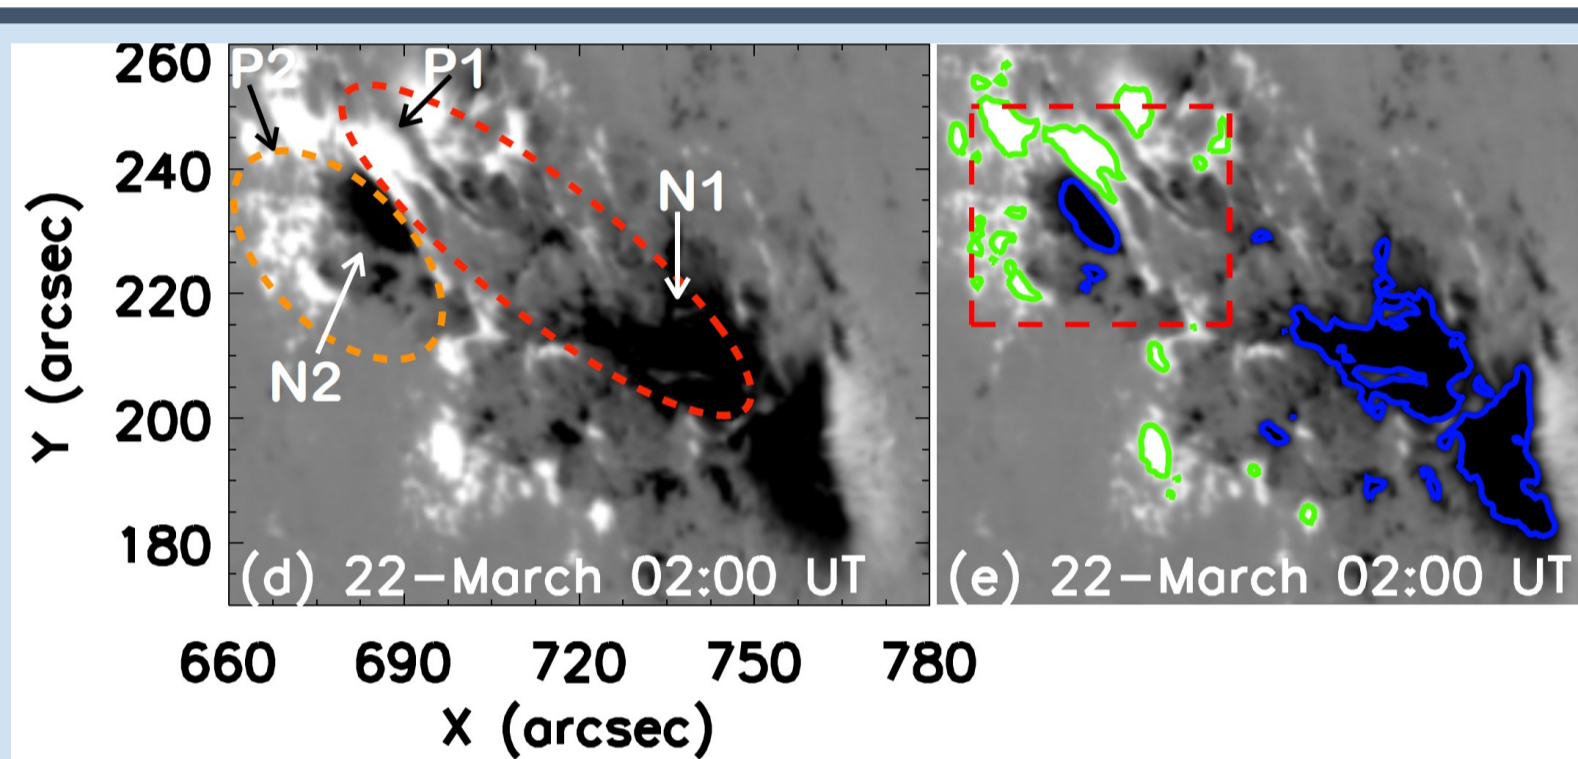 260
240
220
200
180
Y (arcsec)
P2
P1
N1
N2
(d) 22-March 02:00 UT
(e) 22-March 02:00 UT
660 690 720 750 780
X (arcsec)